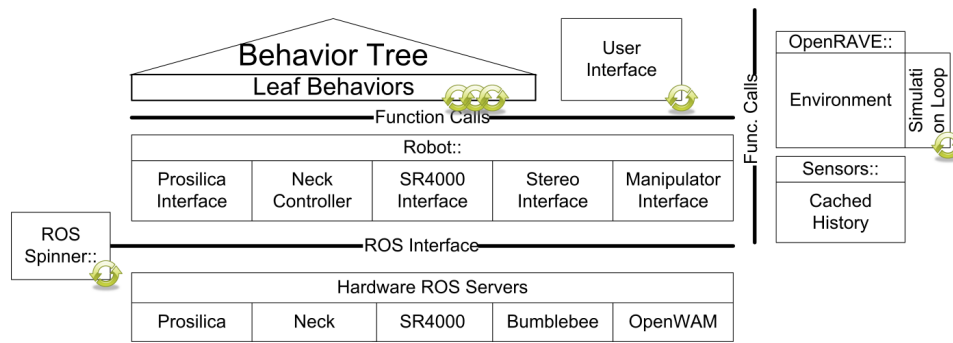 Behavior Tree
Leaf Behaviors
User
Interface
Function Calls
Robot::
Prosilica
Interface
Neck
Controller
SR4000
Interface
Stereo
Interface
Manipulator
Interface
Func. Calls
OpenRAVE::
Environment
Simulati
on Loop
Sensors::
Cached
History
ROS
Spinner::
ROS Interface
Hardware ROS Servers
Prosilica
Neck
SR4000
Bumblebee
OpenWAM